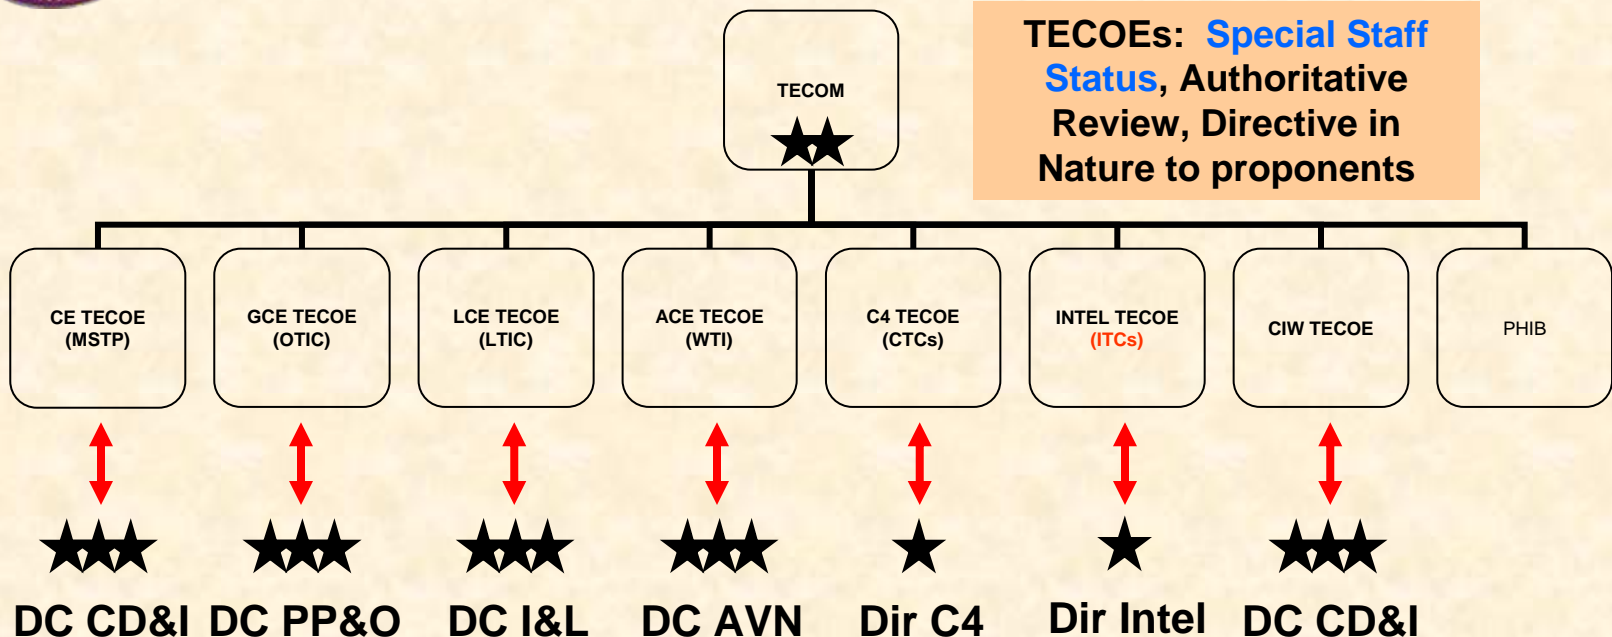 TECOEs: Special Staff
Status, Authoritative
Review, Directive in
Nature to proponents
TECOM
CE TECOE
(MSTP)
GCE TECOE
(OTIC)
LCE TECOE
(LTIC)
ACE TECOE
(WTI)
C4 TECOE
(CTCs)
INTEL TECOE
(ITCs)
CIW TECOE
PHIB
DC CD&I
DC PP&O
DC I&L
DC AVN
Dir C4
Dir Intel
DC CD&I